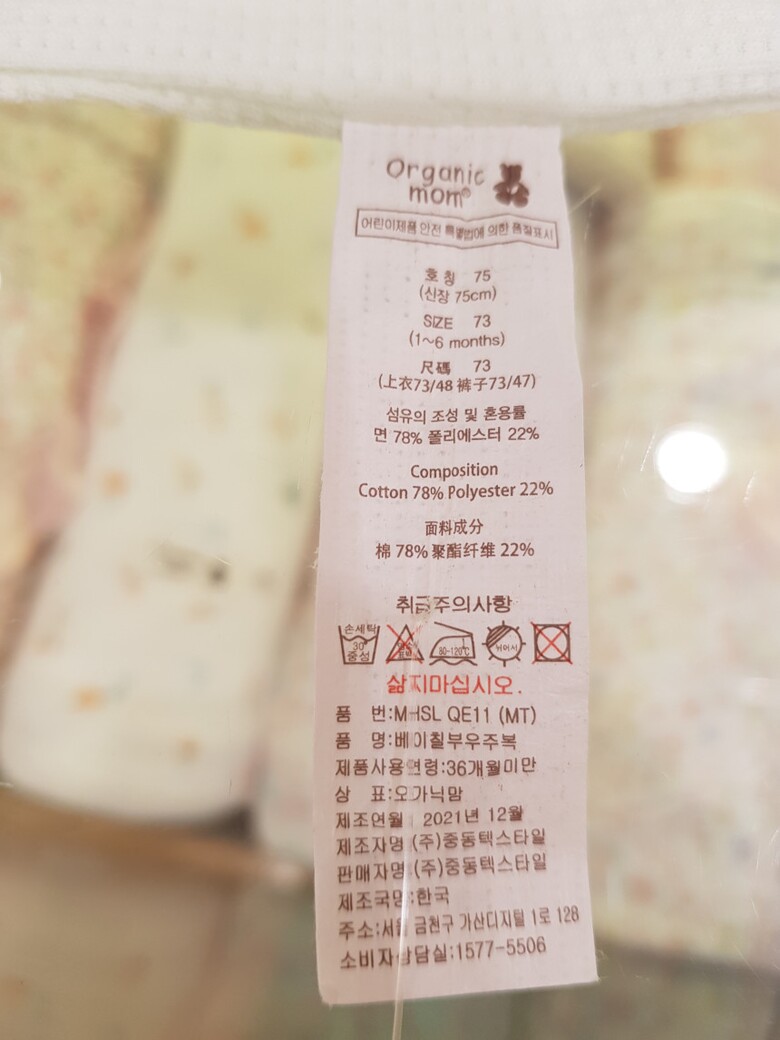 Organic
mom®
어린이제품 안전 특별법에 의한 품질표시
호칭 75
(신장 75cm)
SIZE 73
(1~6 months)
尺碼 73
(上衣73/48 裤子73/47)
섬유의 조성 및 혼용률
면 78% 폴리에스터 22%
Composition
Cotton 78% Polyester 22%
面料成分
棉 78% 聚酯纤维 22%
취급주의사항
손세탁
30°
중성
80~120℃
뉘어서
삶지마십시오.
품 번:MHSL QE11 (MT)
품 명:베이칠부우주복
제품사용연령:36개월미만
상 표:오가닉맘
제조연월 2021년 12월
제조자명:(주)중동텍스타일
판매자명:(주)중동텍스타일
제조국명:한국
주소:서울 금천구 가산디지털 1로 128
소비자상담실:1577-5506